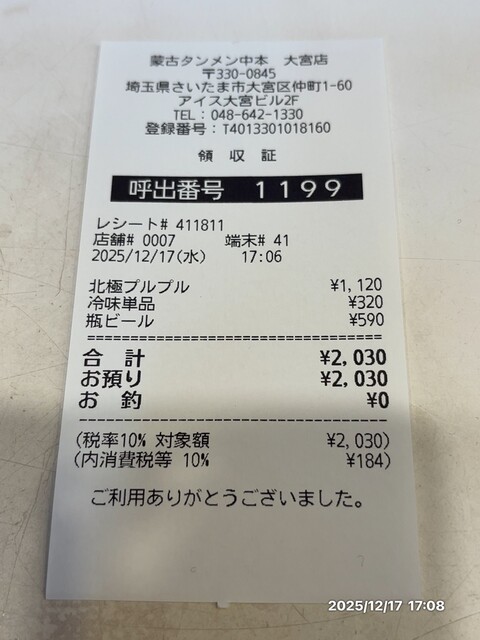 蒙古タンメン中本　大宮店
〒330-0845
埼玉県さいたま市大宮区仲町1-60
アイス大宮ビル2F
TEL：048-642-1330
登録番号：T4013301018160
領 収 証
呼出番号　1199
レシート# 411811
店舗# 0007　端末# 41
2025/12/17(水)　17:06
北極プルプル　¥1,120
冷味単品　¥320
瓶ビール　¥590
合　計　¥2,030
お預り　¥2,030
お　釣　¥0
(税率10% 対象額　¥2,030)
(内消費税等 10%　¥184)
ご利用ありがとうございました。
2025/12/17 17:08